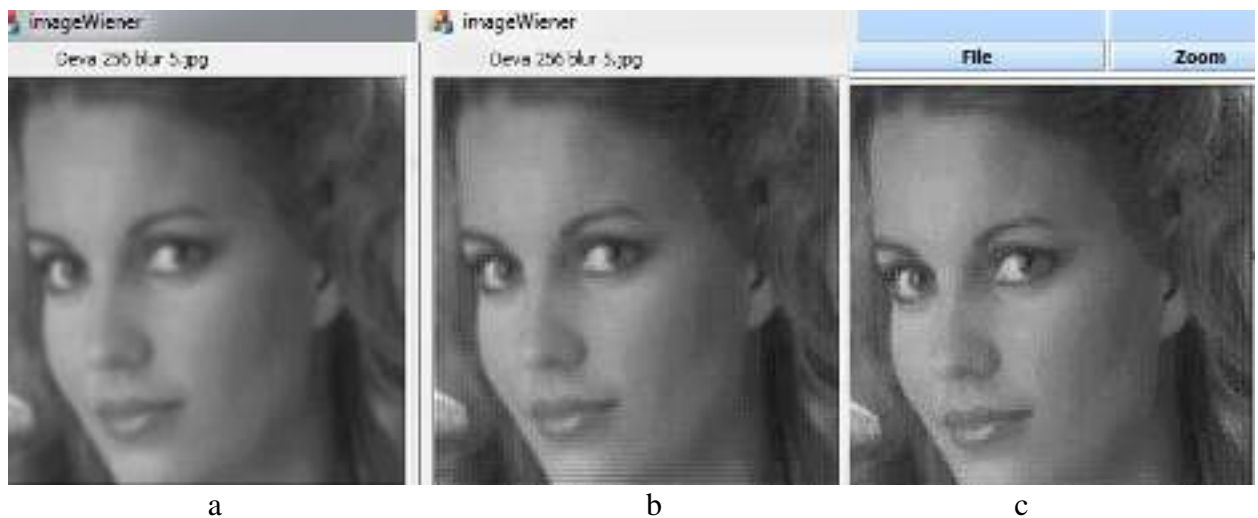 imageWiener
Deva 256 blur 5.jpg
imageWiener
Deva 256 blur 5.jpg
File
Zoom
a
b
c